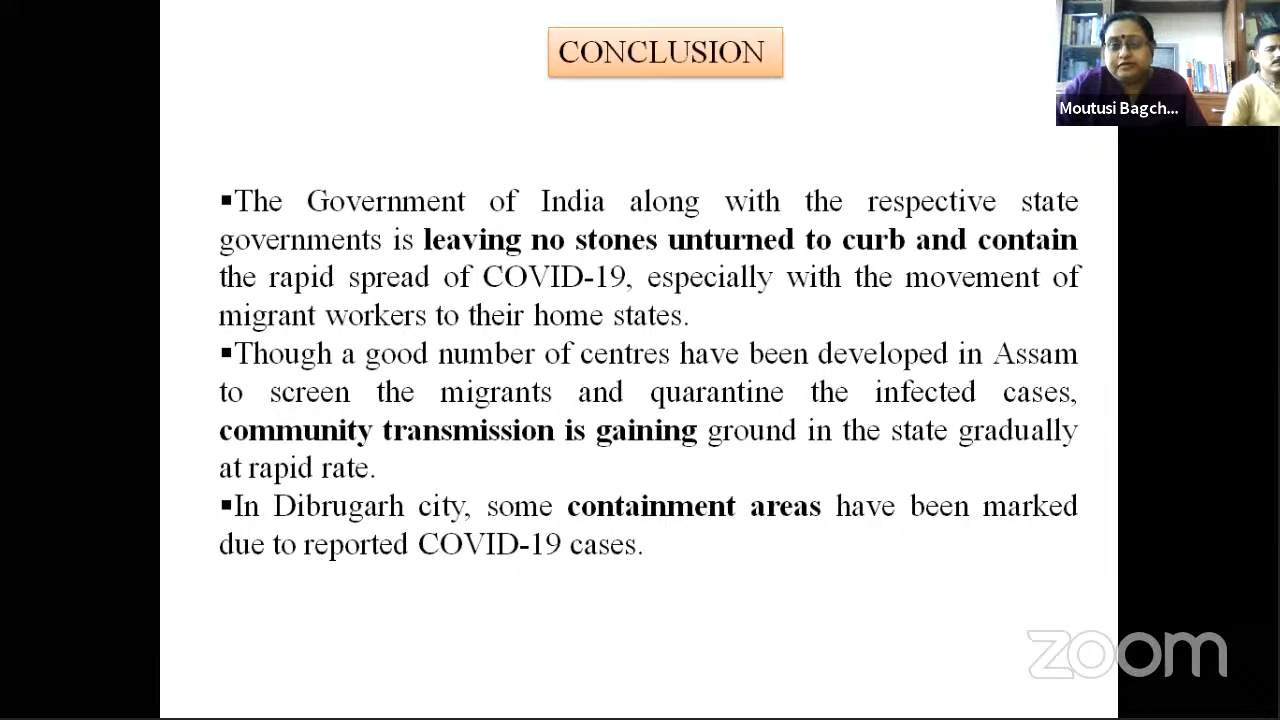 CONCLUSION
Moutusi Bagch...
▪The Government of India along with the respective state
governments is leaving no stones unturned to curb and contain
the rapid spread of COVID-19, especially with the movement of
migrant workers to their home states.
▪Though a good number of centres have been developed in Assam
to screen the migrants and quarantine the infected cases,
community transmission is gaining ground in the state gradually
at rapid rate.
▪In Dibrugarh city, some containment areas have been marked
due to reported COVID-19 cases.
zoom